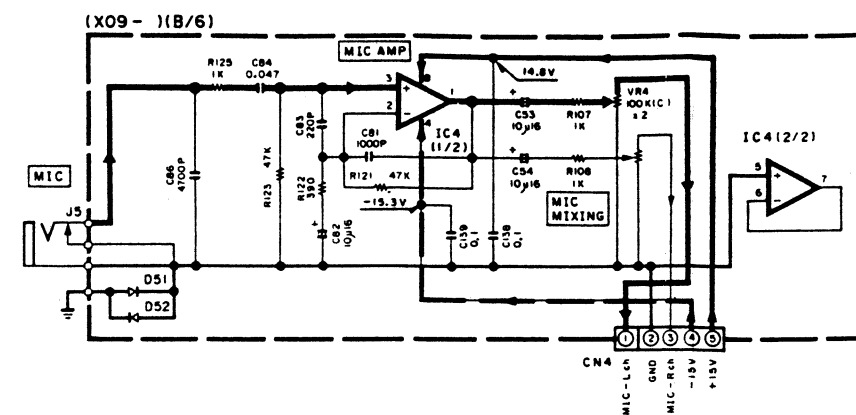 (X09- )(B/6)
MIC AMP
R125
1K
C84
0.047
3
2
8
4
1
14.8V
IC4
(1/2)
C83
220P
C81
1000P
C53
10µ16
R107
1K
VR4
100K(C)
x2
IC4(2/2)
5
6
7
C86
4700P
47K
R123
R122
390
R121 47K
C54
10µ16
R108
1K
MIC
MIC
MIXING
-15.3V
J5
C82
10µ16
C139
0.1
C138
0.1
D51
D52
CN4
1 2 3 4 5
MIC-Lch
GND
MIC-Rch
-15V
+15V